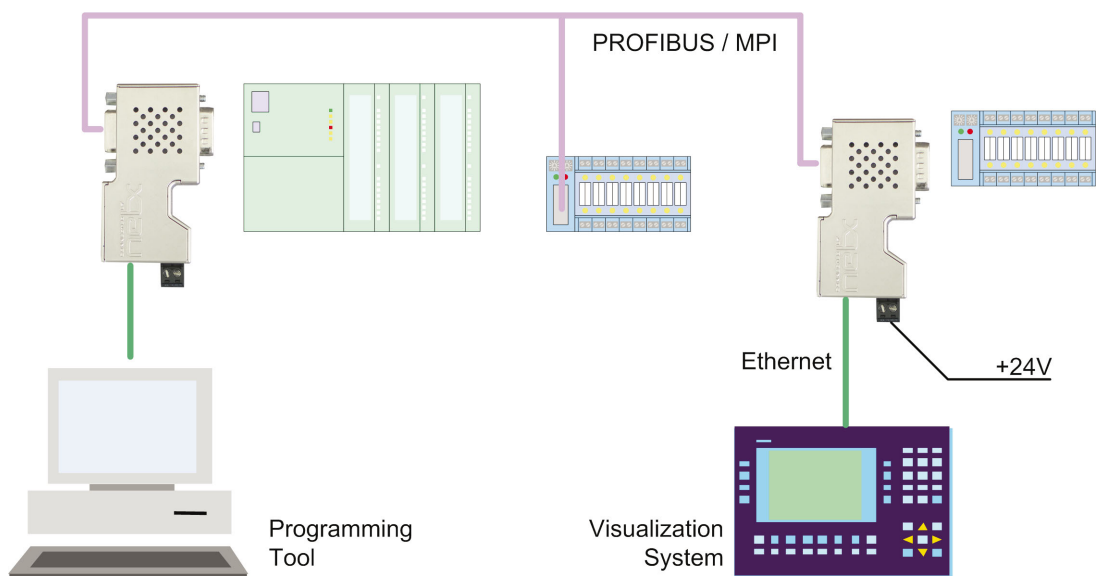 PROFIBUS / MPI
Ethernet
+24V
Programming
Tool
Visualization
System